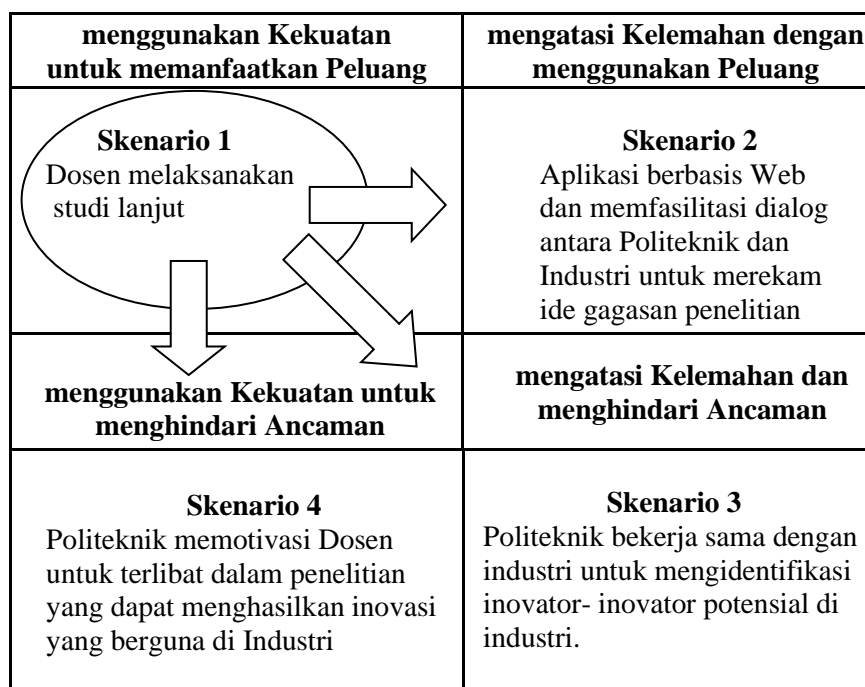 menggunakan Kekuatan
untuk memanfaatkan Peluang
mengatasi Kelemahan dengan
menggunakan Peluang
Skenario 1
Dosen melaksanakan
studi lanjut
Skenario 2
Aplikasi berbasis Web
dan memfasilitasi dialog
antara Politeknik dan
Industri untuk merekam
ide gagasan penelitian
menggunakan Kekuatan untuk
menghindari Ancaman
mengatasi Kelemahan dan
menghindari Ancaman
Skenario 4
Politeknik memotivasi Dosen
untuk terlibat dalam penelitian
yang dapat menghasilkan inovasi
yang berguna di Industri
Skenario 3
Politeknik bekerja sama dengan
industri untuk mengidentifikasi
inovator- inovator potensial di
industri.